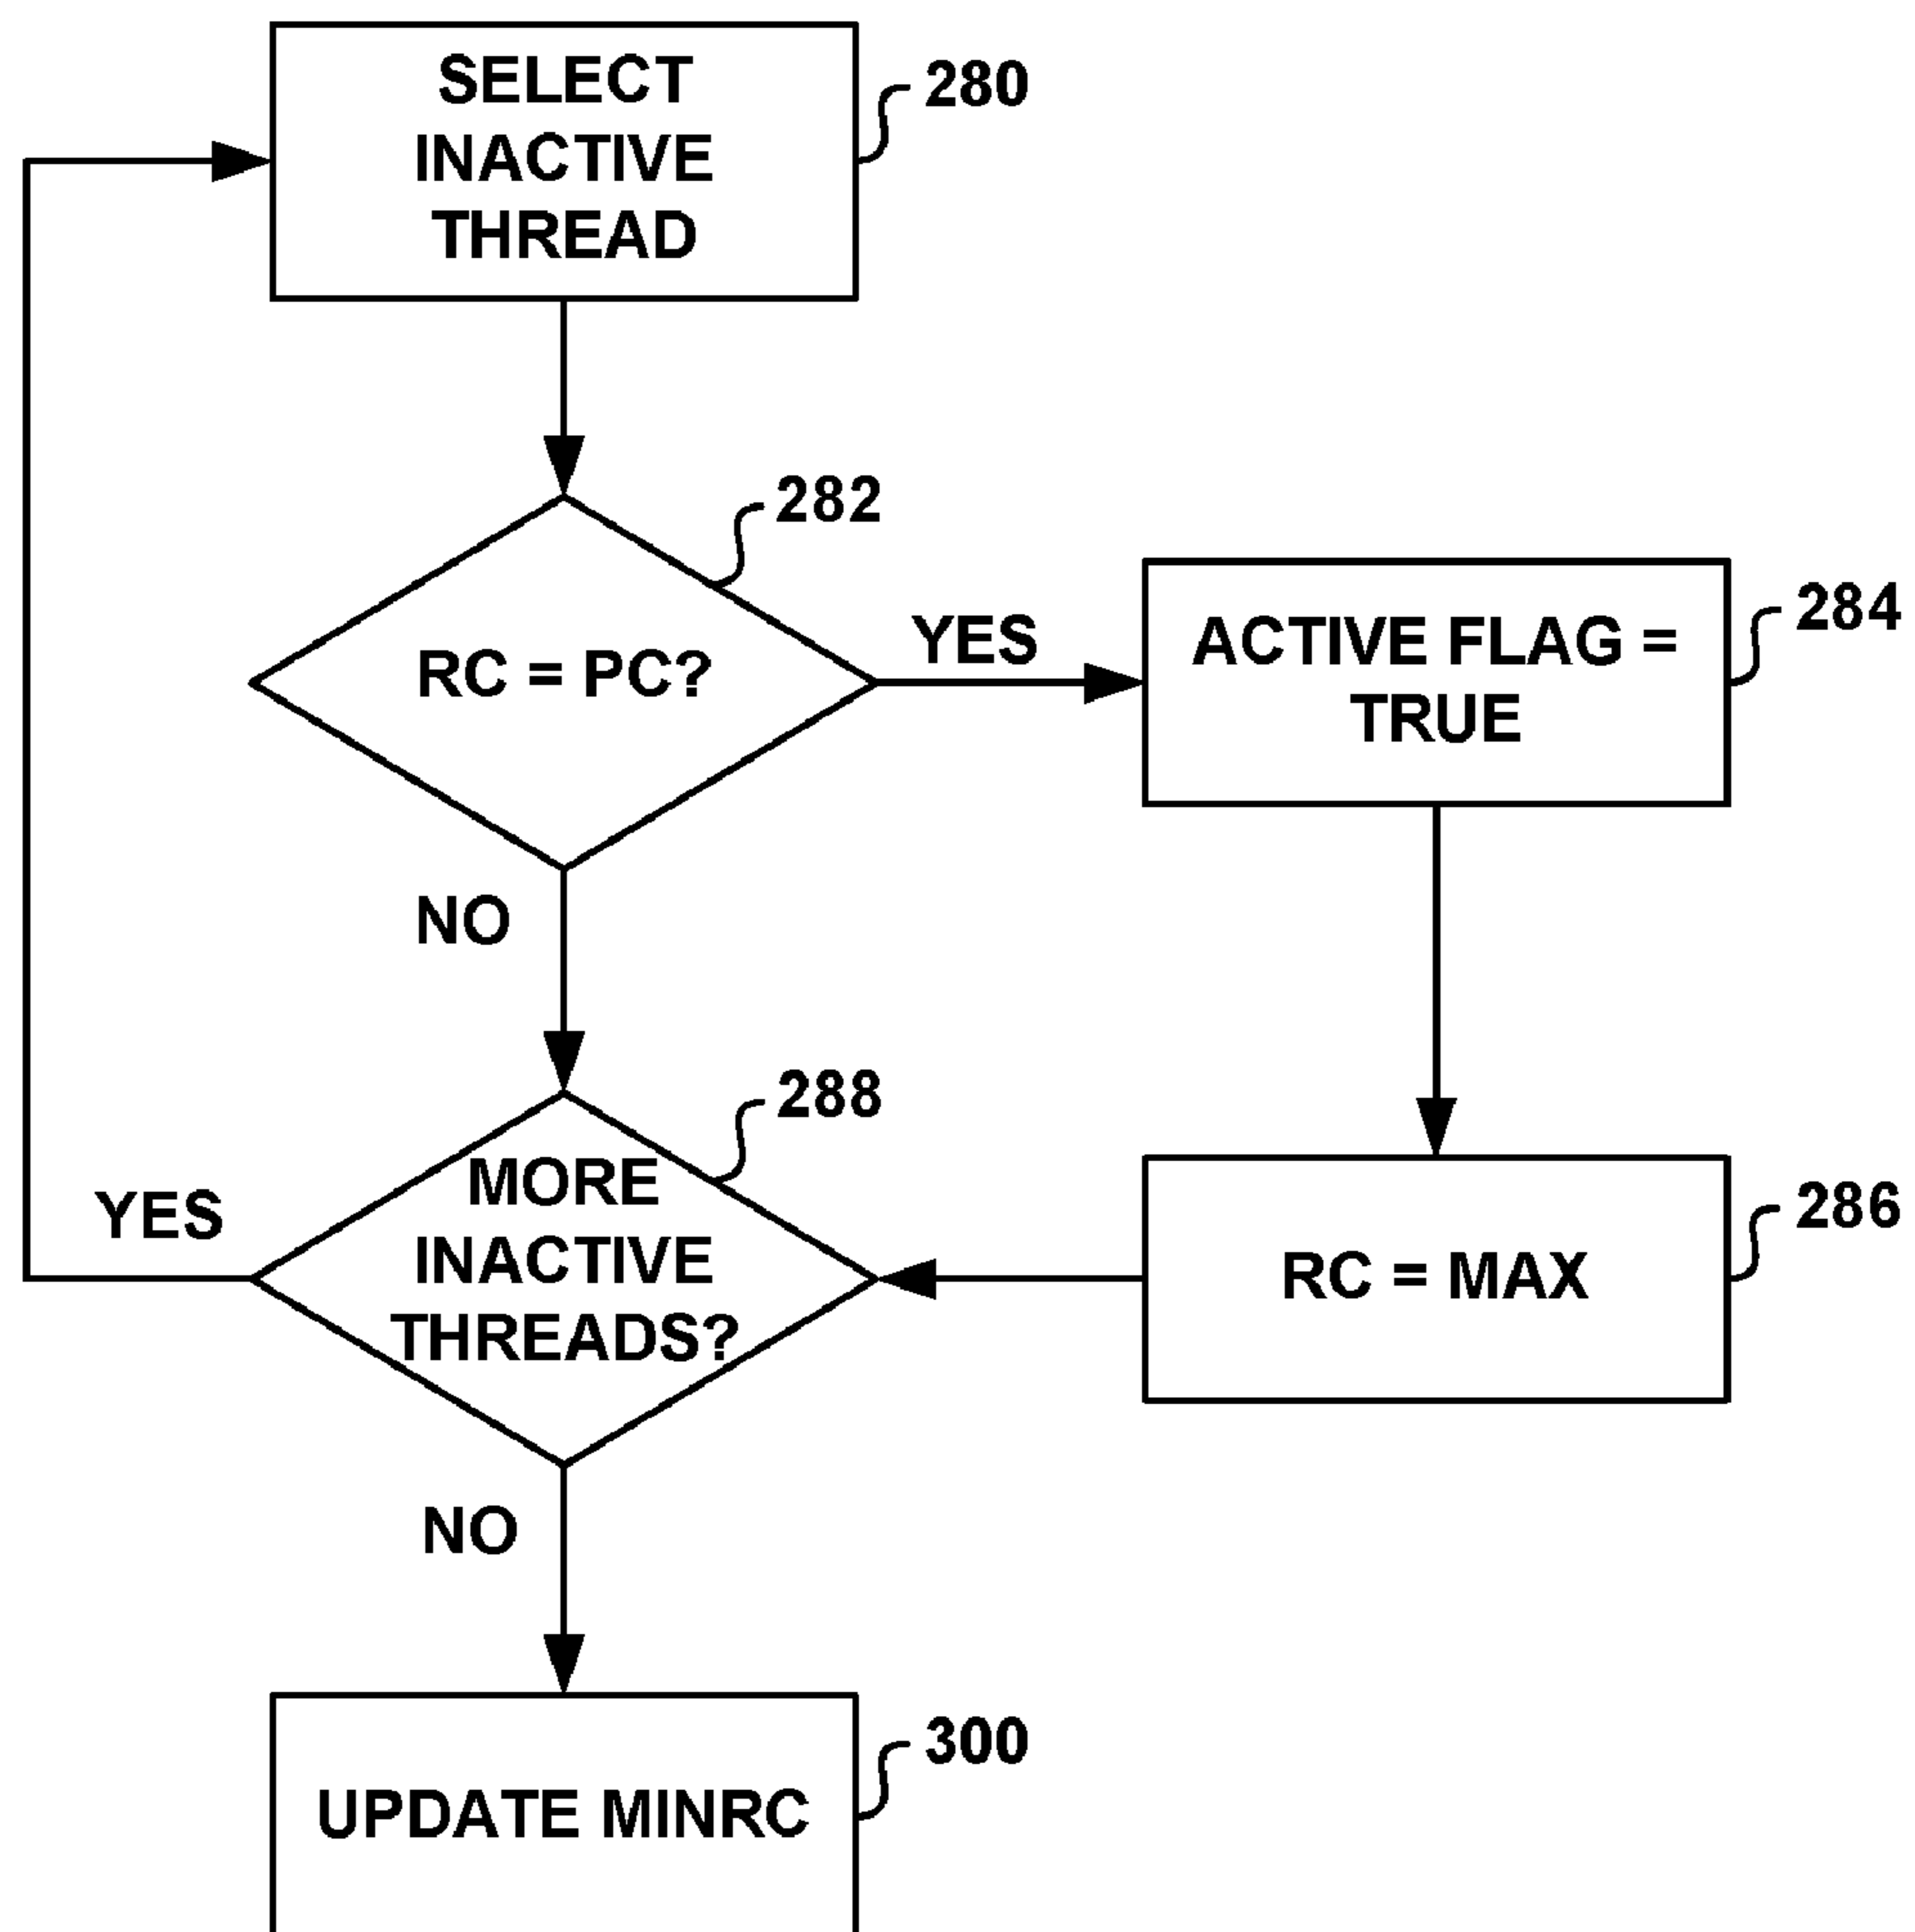 SELECT
INACTIVE
THREAD
280
282
RC = PC?
YES
ACTIVE FLAG =
TRUE
284
NO
288
MORE
INACTIVE
THREADS?
YES
RC = MAX
286
NO
300
UPDATE MINRC